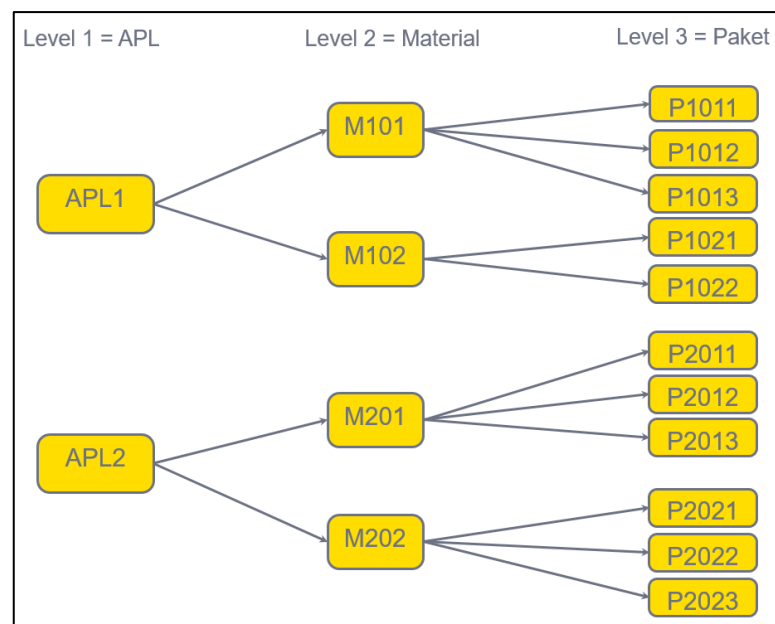 Level 1 = APL
Level 2 = Material
Level 3 = Paket
APL1
M101
P1011
P1012
P1013
M102
P1021
P1022
APL2
M201
P2011
P2012
P2013
M202
P2021
P2022
P2023